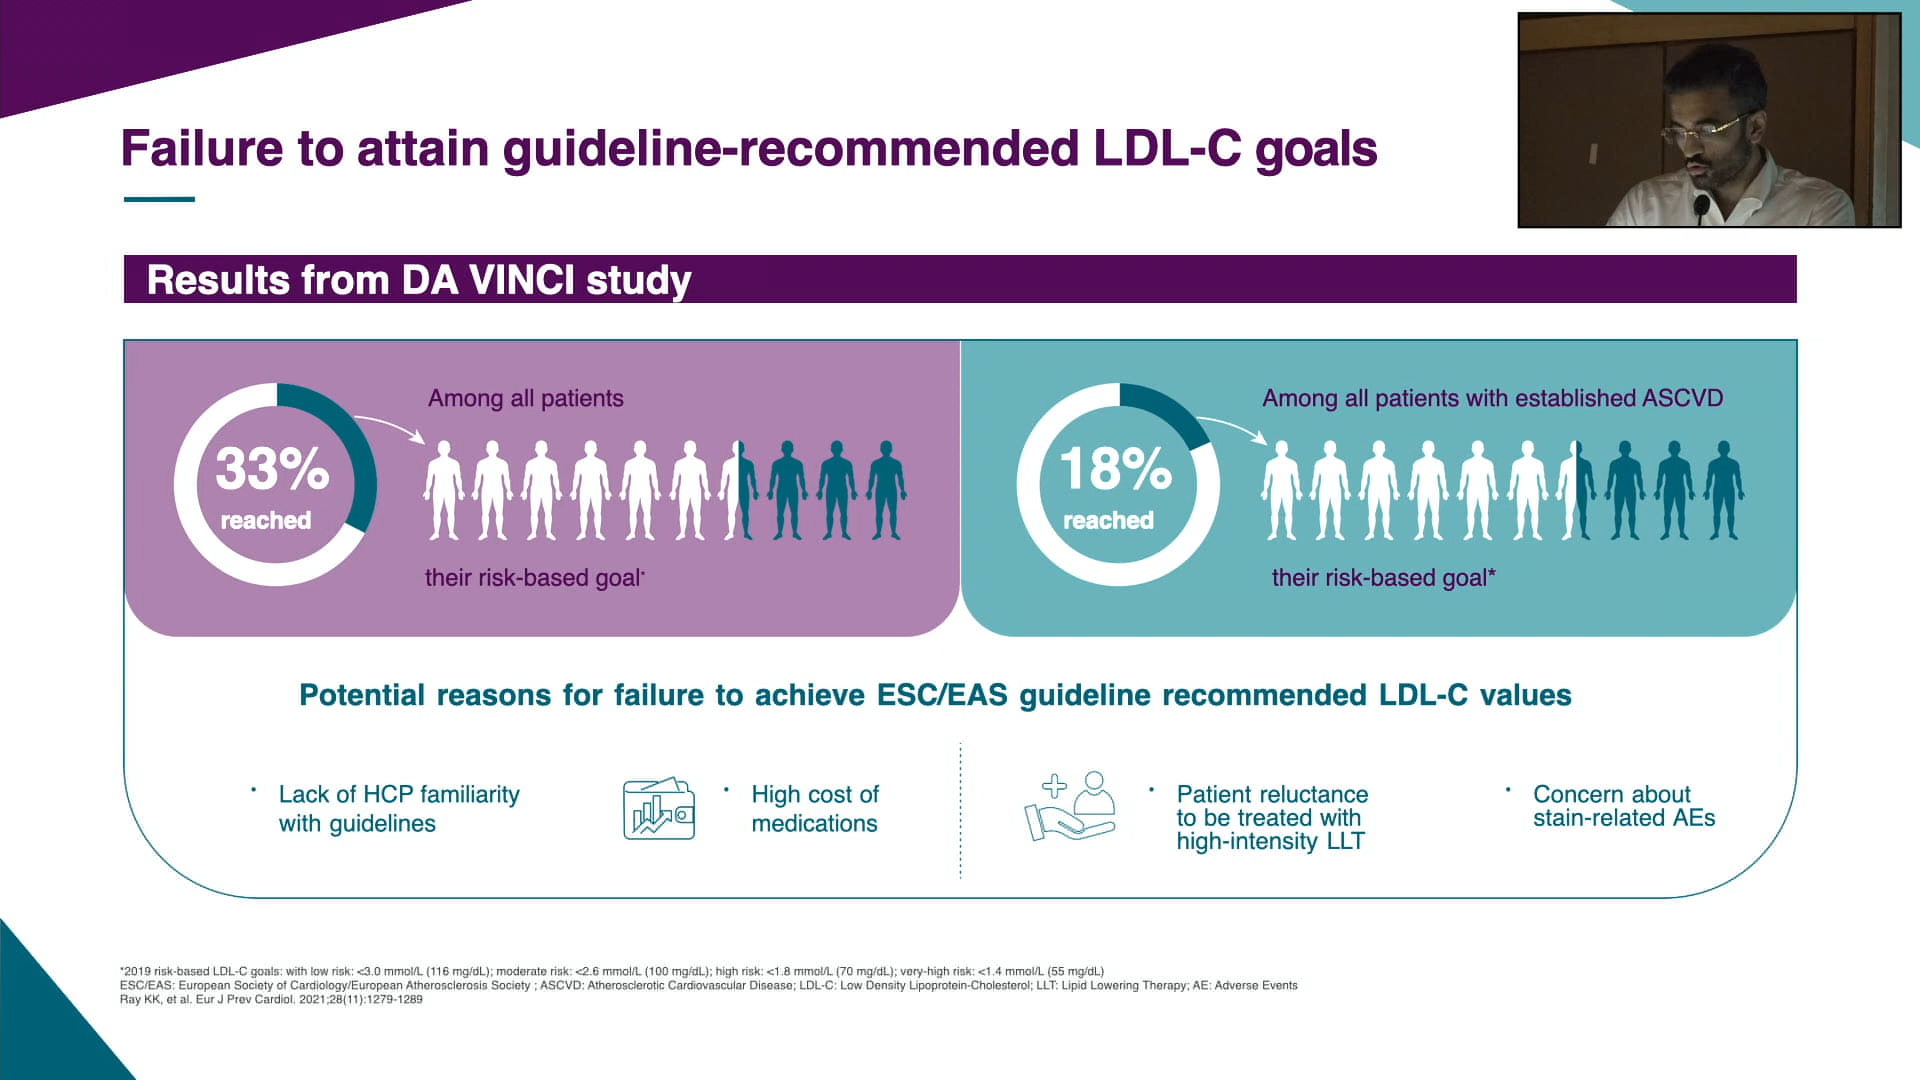 Failure to attain guideline-recommended LDL-C goals
Results from DA VINCI study
33%
reached
Among all patients
their risk-based goal*
18%
reached
Among all patients with established ASCVD
their risk-based goal*
Potential reasons for failure to achieve ESC/EAS guideline recommended LDL-C values
• Lack of HCP familiarity
with guidelines
• High cost of
medications
• Patient reluctance
to be treated with
high-intensity LLT
• Concern about
stain-related AEs
*2019 risk-based LDL-C goals: with low risk: <3.0 mmol/L (116 mg/dL); moderate risk: <2.6 mmol/L (100 mg/dL); high risk: <1.8 mmol/L (70 mg/dL); very-high risk: <1.4 mmol/L (55 mg/dL)
ESC/EAS: European Society of Cardiology/European Atherosclerosis Society ; ASCVD: Atherosclerotic Cardiovascular Disease; LDL-C: Low Density Lipoprotein-Cholesterol; LLT: Lipid Lowering Therapy; AE: Adverse Events
Ray KK, et al. Eur J Prev Cardiol. 2021;28(11):1279-1289